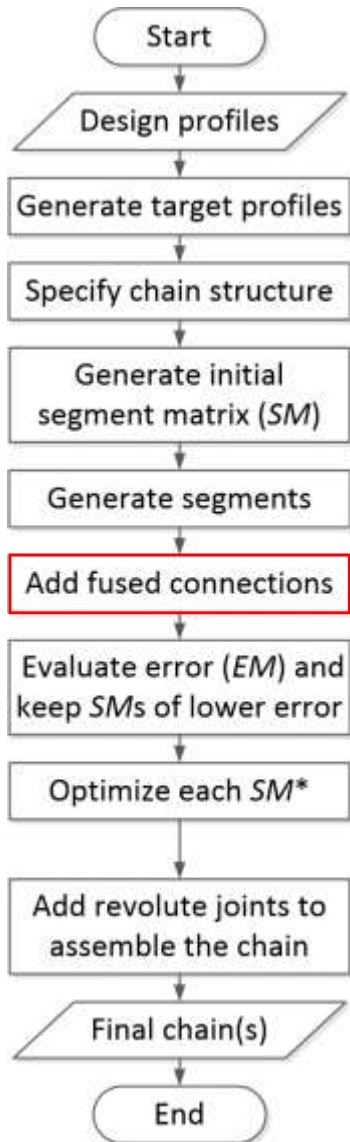 Start
Design profiles
Generate target profiles
Specify chain structure
Generate initial
segment matrix (SM)
Generate segments
Add fused connections
Evaluate error (EM) and
keep SMs of lower error
Optimize each SM*
Add revolute joints to
assemble the chain
Final chain(s)
End